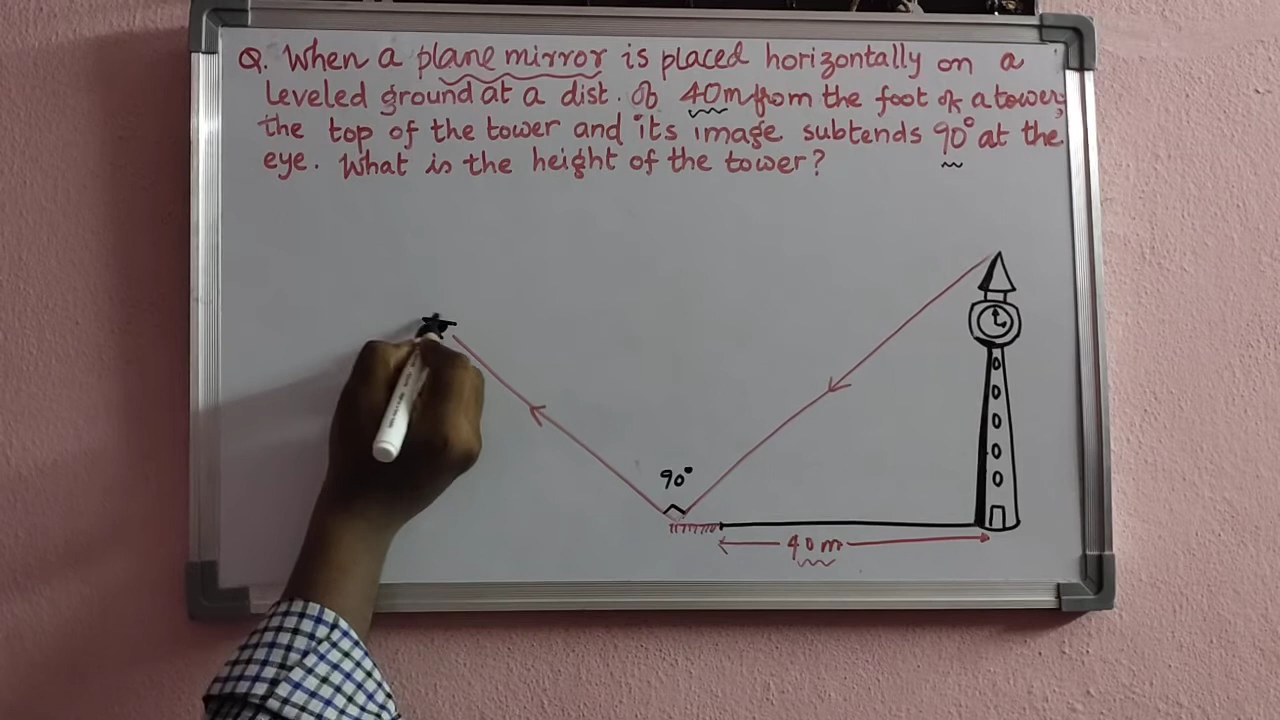 Q. When a plane mirror is placed horizontally on a
Leveled ground at a dist. of 40m from the foot of a tower,
the top of the tower and its image subtends 90° at the
eye. What is the height of the tower?
90°
40 m